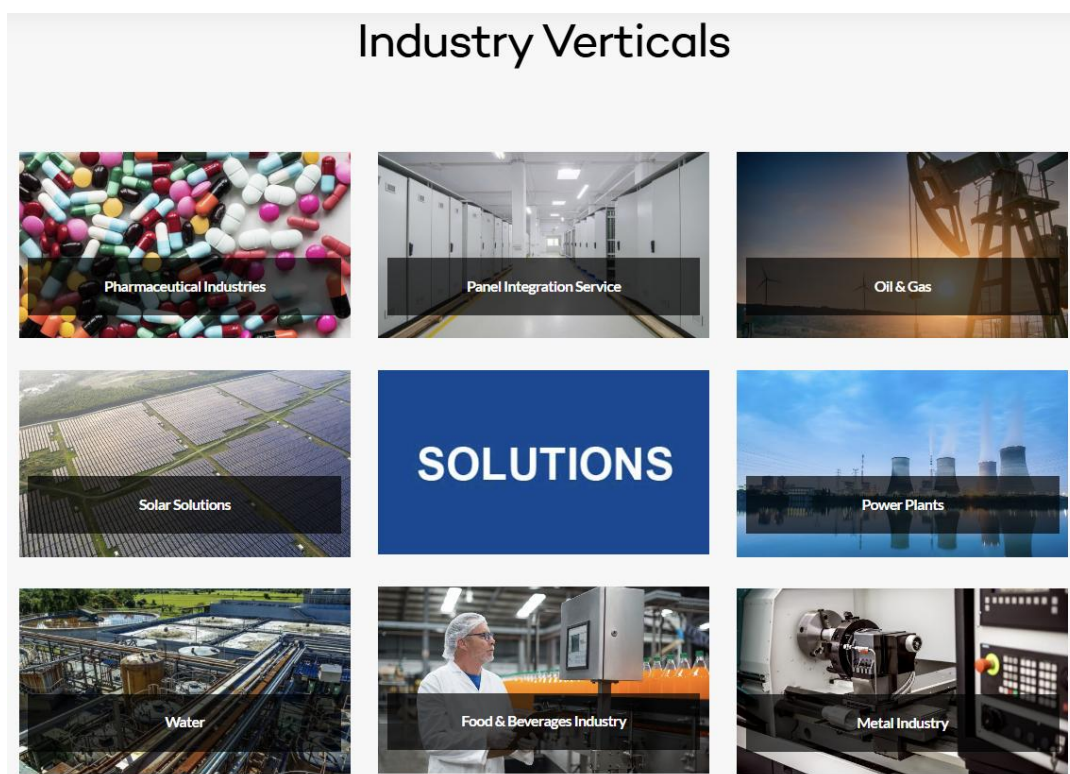 Industry Verticals
Pharmaceutical Industries
Panel Integration Service
Oil & Gas
Solar Solutions
SOLUTIONS
Power Plants
Water
Food & Beverages Industry
Metal Industry